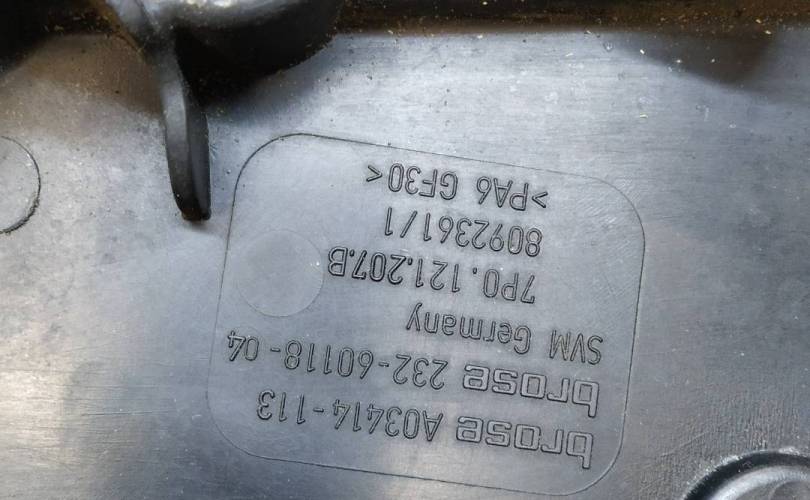 brose A03414-113
brose 232-60118-04
SVM Germany
7P0.121.207.B
8092361/1
>PA6 GF30<